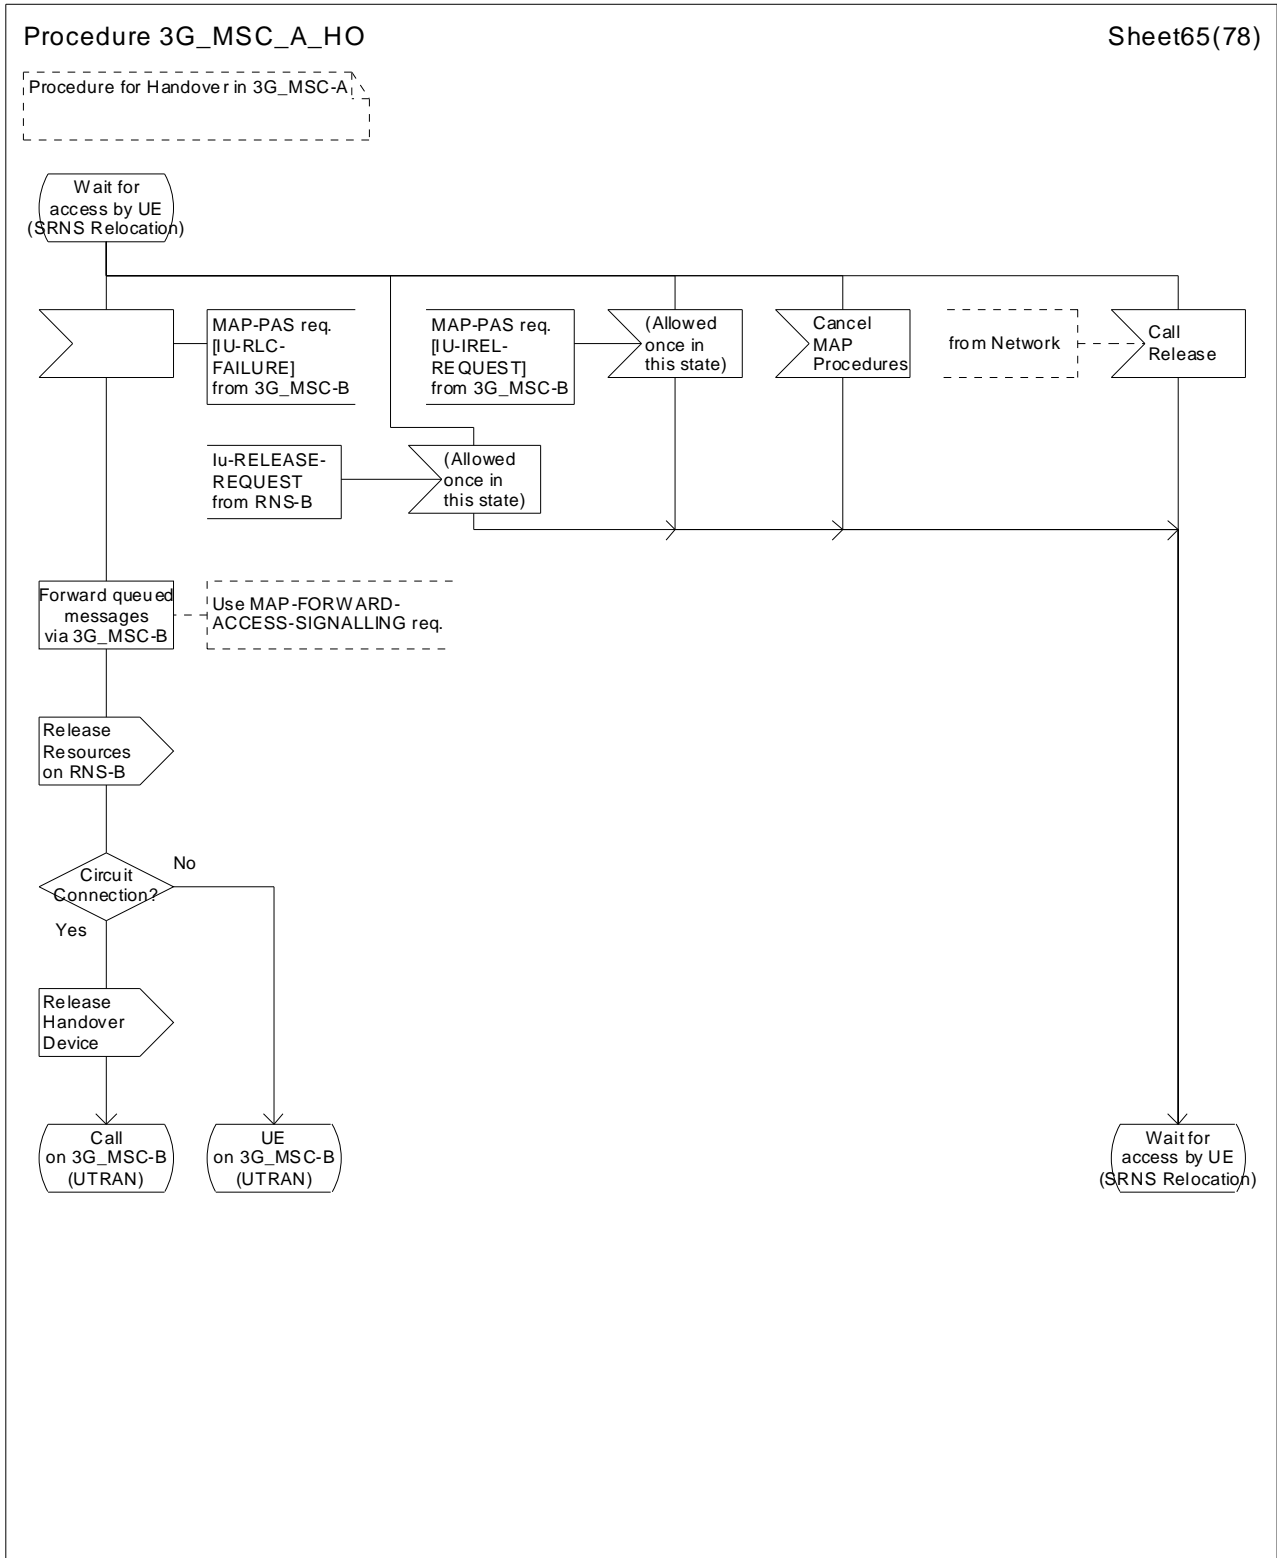 Procedure 3G_MSC_A_HO
Sheet65(78)
Procedure for Handover in 3G_MSC-A
Wait for
access by UE
(SRNS Relocation)
MAP-PAS req.
[IU-RLC-
FAILURE]
from 3G_MSC-B
MAP-PAS req.
[IU-IREL-
REQUEST]
from 3G_MSC-B
(Allowed
once in
this state)
Cancel
MAP
Procedures
from Network
Call
Release
Iu-RELEASE-
REQUEST
from RNS-B
(Allowed
once in
this state)
Forward queued
messages
via 3G_MSC-B
Use MAP-FORWARD-
ACCESS-SIGNALLING req.
Release
Resources
on RNS-B
Circuit
Connection?
No
Yes
Release
Handover
Device
Call
on 3G_MSC-B
(UTRAN)
UE
on 3G_MSC-B
(UTRAN)
Wait for
access by UE
(SRNS Relocation)